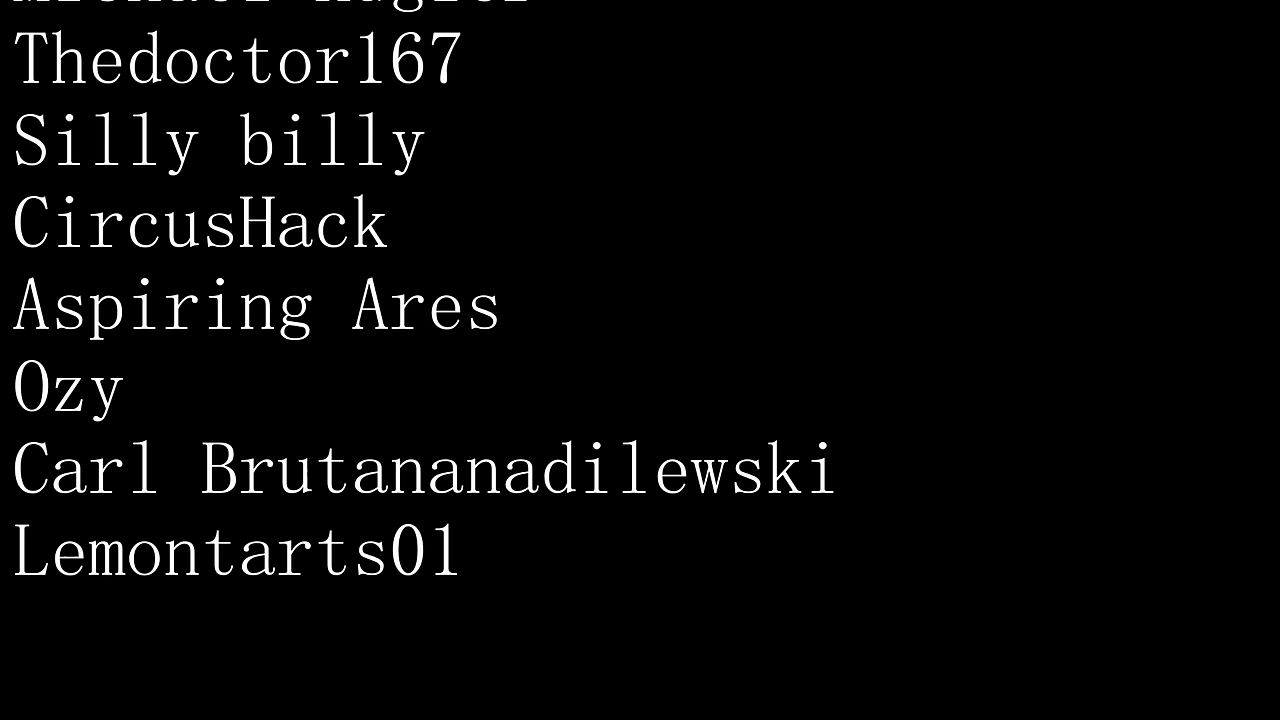 Thedoctor167
Silly billy
CircusHack
Aspiring Ares
Ozy
Carl Brutananadilewski
Lemontarts01